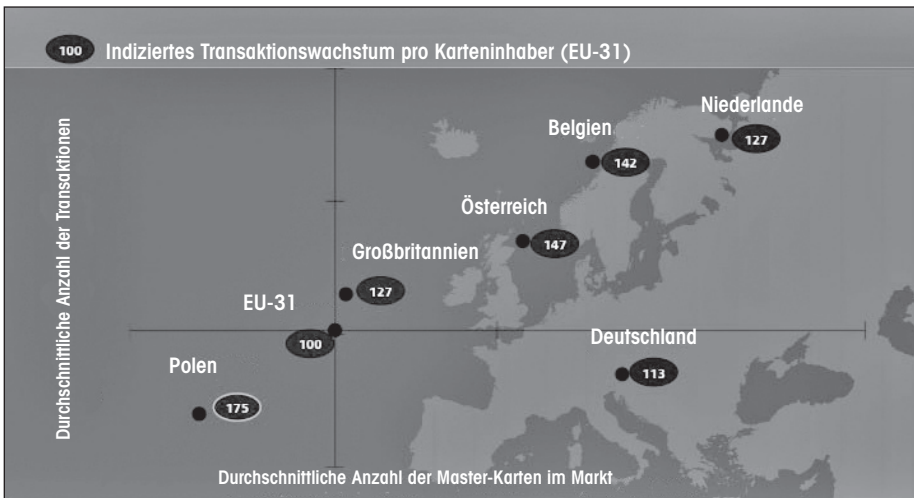 100 Indiziertes Transaktionswachstum pro Karteninhaber (EU-31)
Durchschnittliche Anzahl der Transaktionen
Niederlande
127
Belgien
142
Österreich
147
Großbritannien
127
EU-31
100
Deutschland
113
Polen
175
Durchschnittliche Anzahl der Master-Karten im Markt